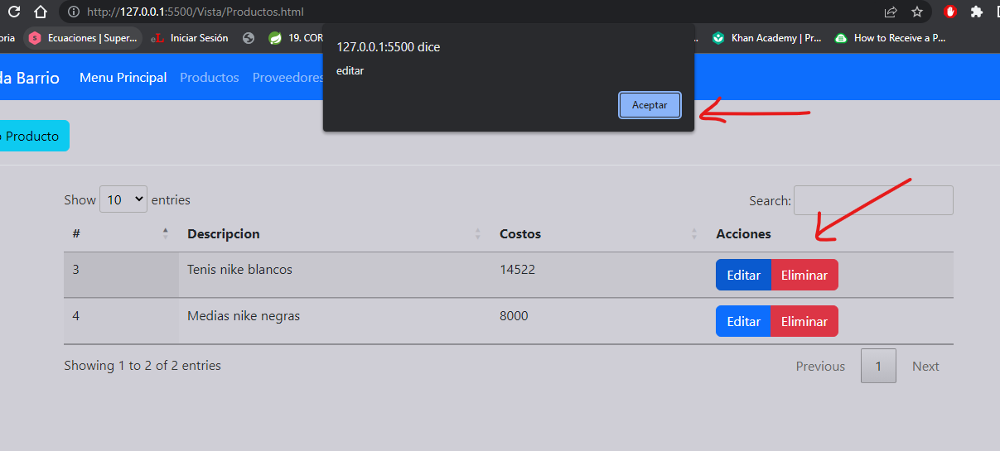 http://127.0.0.1:5500/Vista/Productos.html
oria Ecuaciones | Super... eL Iniciar Sesión 19. COR ... Khan Academy | Pr... How to Receive a P...
127.0.0.1:5500 dice
editar
Aceptar
da Barrio Menu Principal Productos Proveedores
o Producto
Show 10 entries Search:
# Descripcion Costos Acciones
3 Tenis nike blancos 14522 Editar Eliminar
4 Medias nike negras 8000 Editar Eliminar
Showing 1 to 2 of 2 entries Previous 1 Next